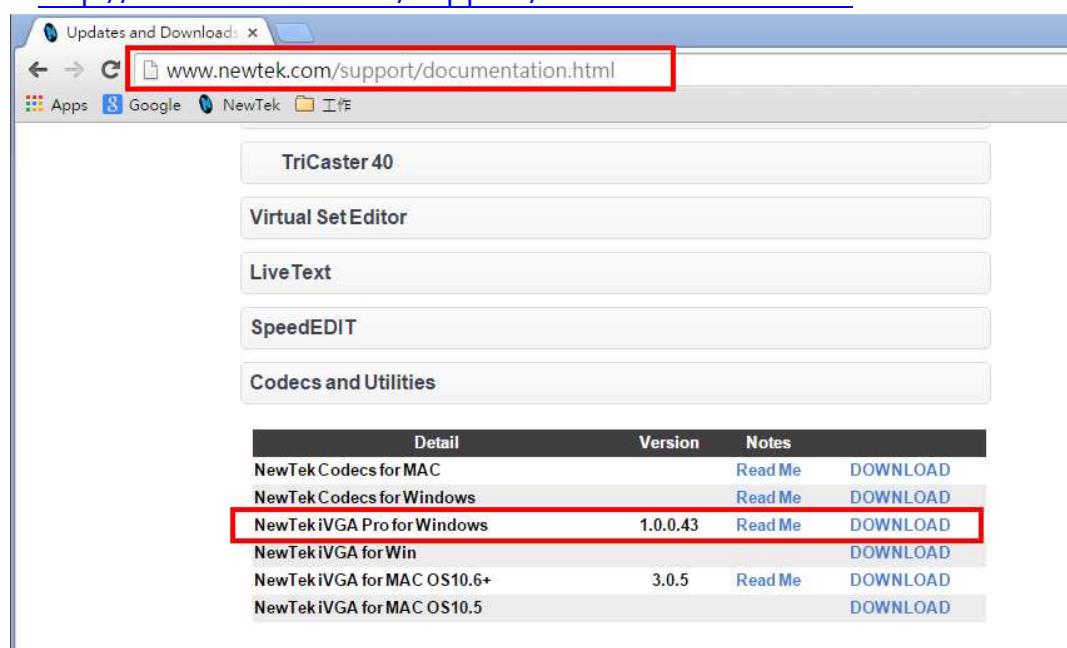 Updates and Downloads
www.newtek.com/support/documentation.html
Apps Google NewTek 工作
TriCaster 40
Virtual Set Editor
LiveText
SpeedEDIT
Codecs and Utilities
Detail Version Notes
NewTek Codecs for MAC Read Me DOWNLOAD
NewTek Codecs for Windows Read Me DOWNLOAD
NewTek iVGA Pro for Windows 1.0.0.43 Read Me DOWNLOAD
NewTek iVGA for Win DOWNLOAD
NewTek iVGA for MAC OS10.6+ 3.0.5 Read Me DOWNLOAD
NewTek iVGA for MAC OS10.5 DOWNLOAD